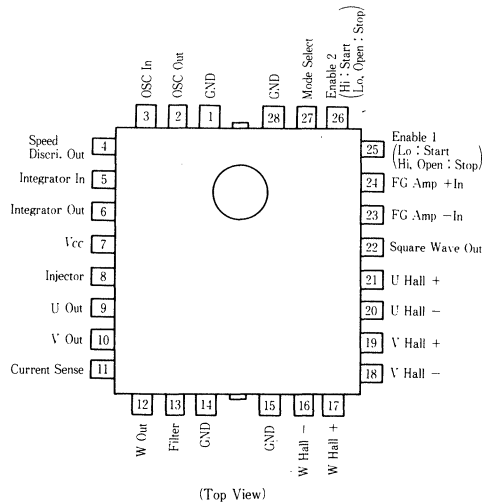 OSC In
OSC Out
GND
GND
Mode Select
Enable 2
(Hi : Start
Lo, Open : Stop)
3
2
1
28
27
26
Speed
Discri. Out
4
Integrator In
5
Integrator Out
6
Vcc
7
Injector
8
U Out
9
V Out
10
Current Sense
11
25
Enable 1
(Lo : Start
Hi, Open : Stop)
24
FG Amp +In
23
FG Amp −In
22
Square Wave Out
21
U Hall +
20
U Hall −
19
V Hall +
18
V Hall −
12
13
14
15
16
17
W Out
Filter
GND
GND
W Hall −
W Hall +
(Top View)